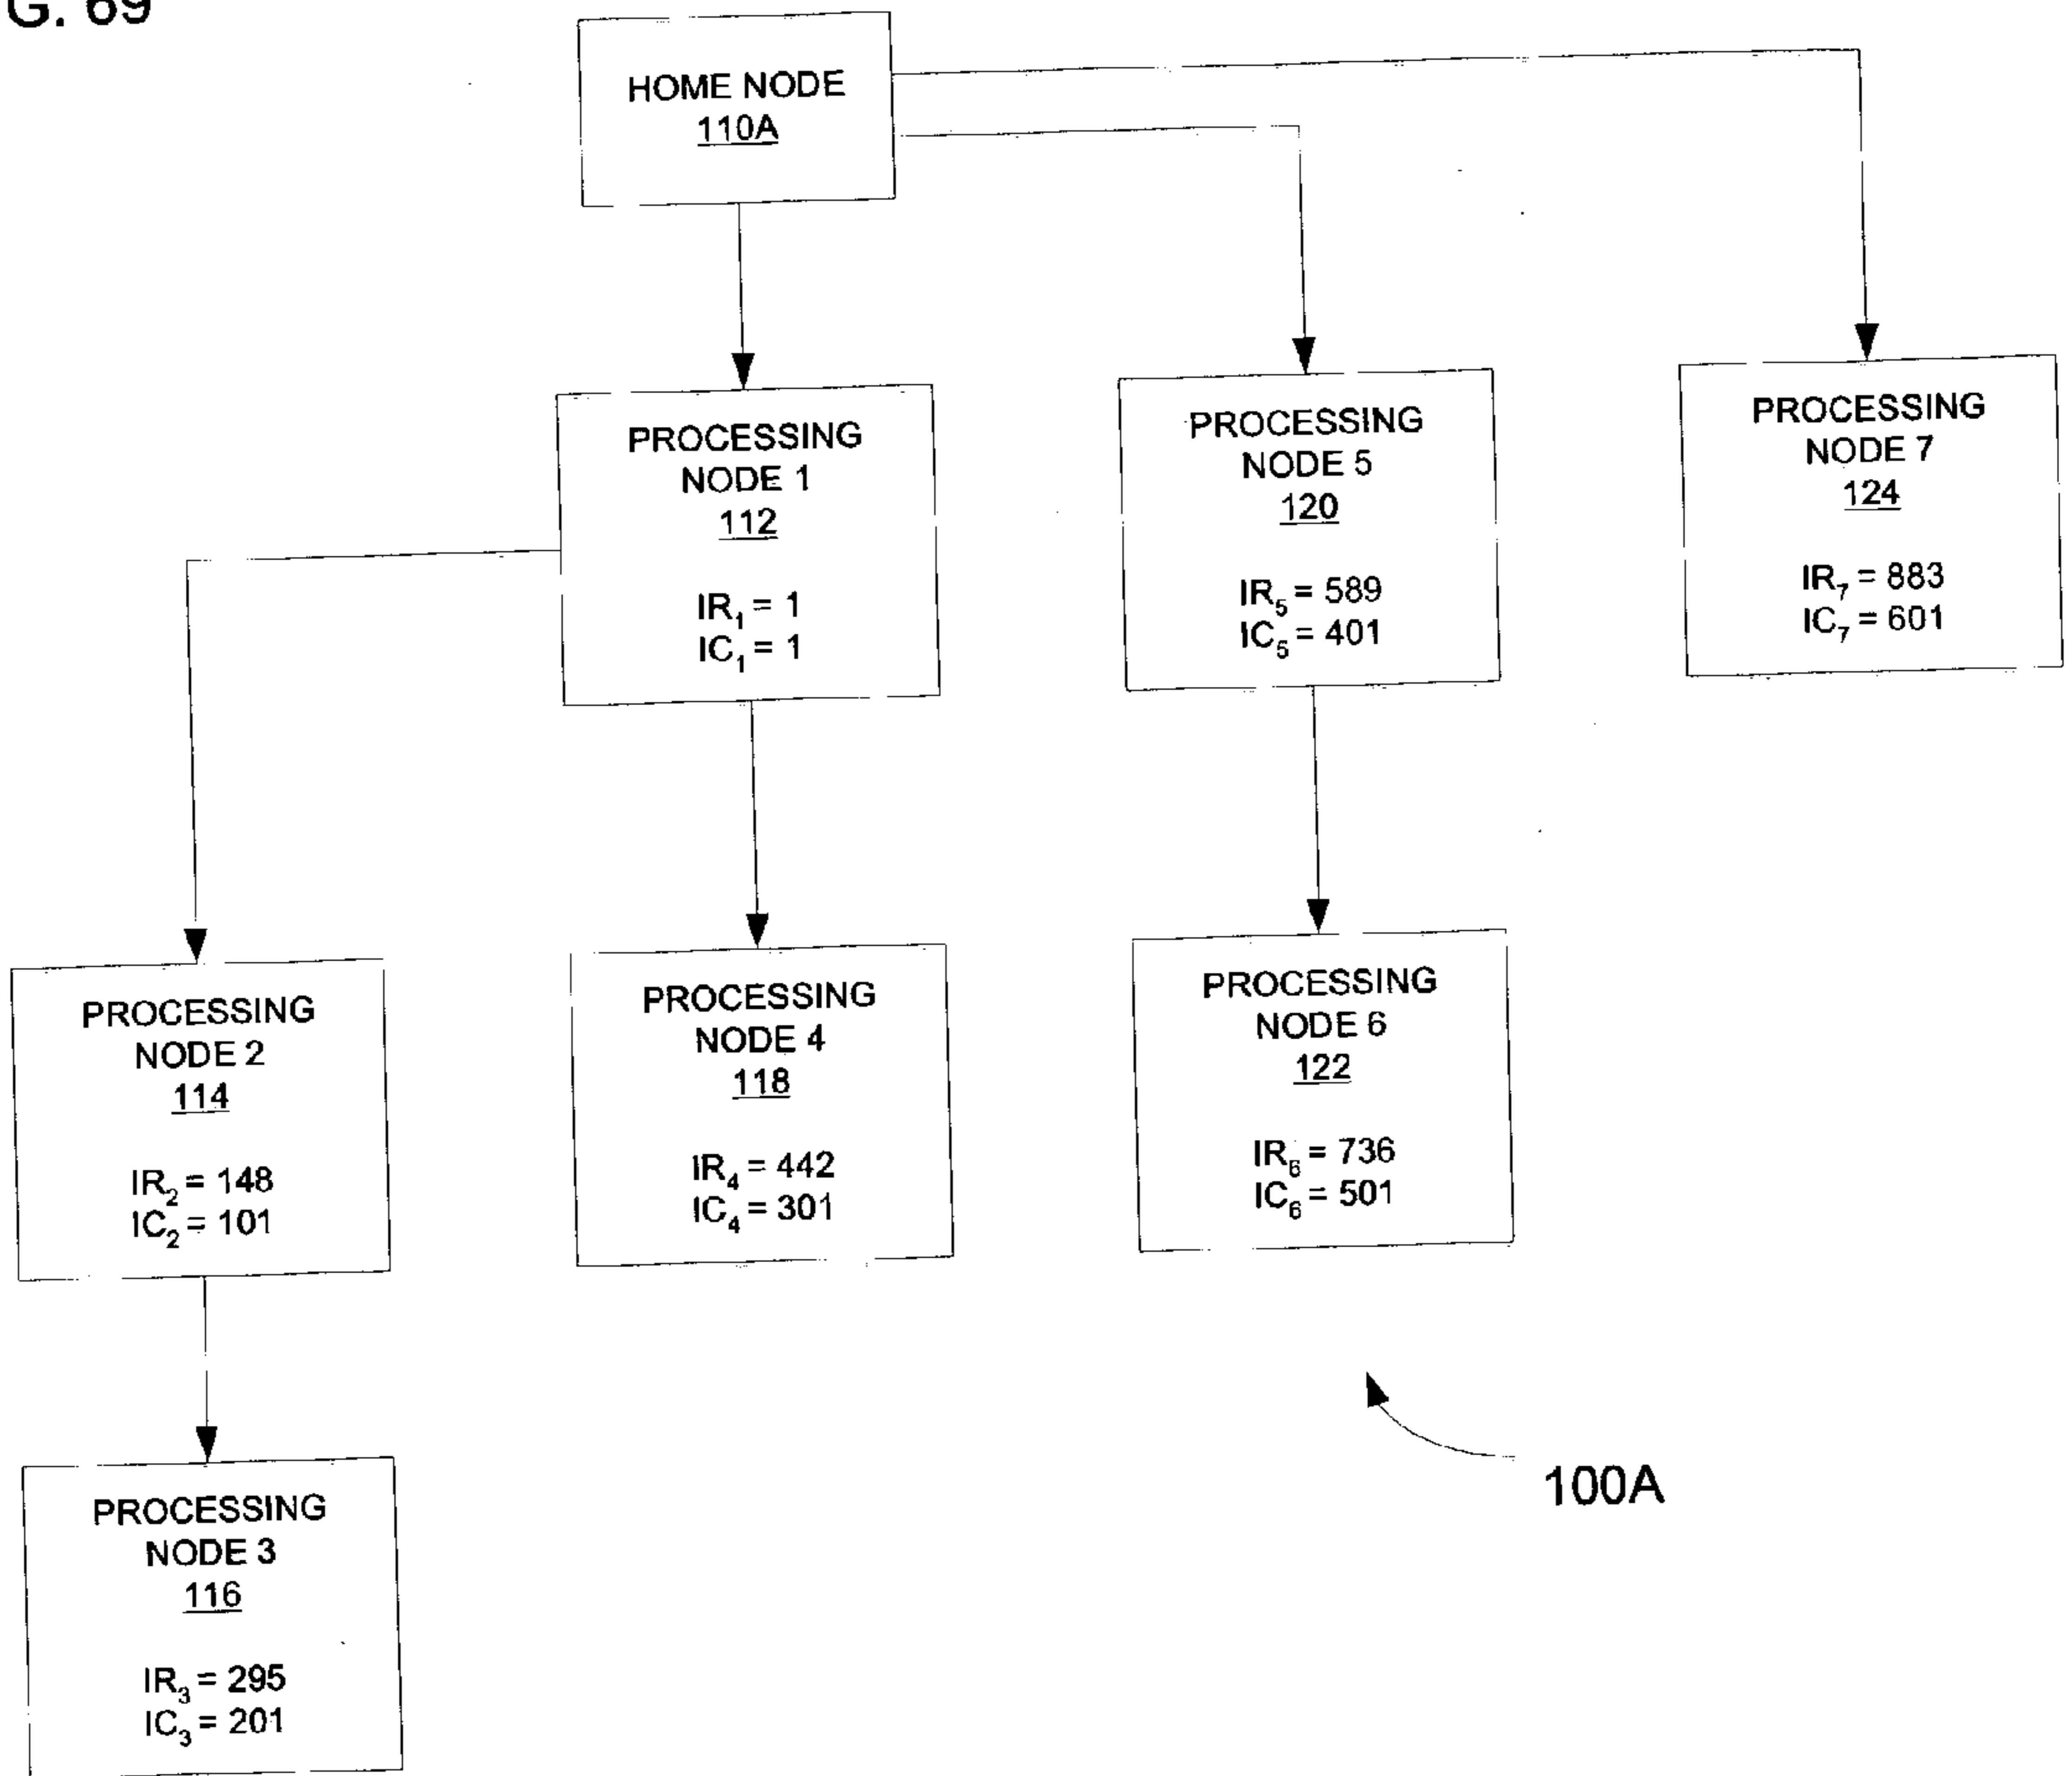 G. 69
HOME NODE
110A
PROCESSING
NODE 1
112
IR₁ = 1
IC₁ = 1
PROCESSING
NODE 5
120
IR₅ = 589
IC₅ = 401
PROCESSING
NODE 7
124
IR₇ = 883
IC₇ = 601
PROCESSING
NODE 2
114
IR₂ = 148
IC₂ = 101
PROCESSING
NODE 4
118
IR₄ = 442
IC₄ = 301
PROCESSING
NODE 6
122
IR₆ = 736
IC₆ = 501
PROCESSING
NODE 3
116
IR₃ = 295
IC₃ = 201
100A